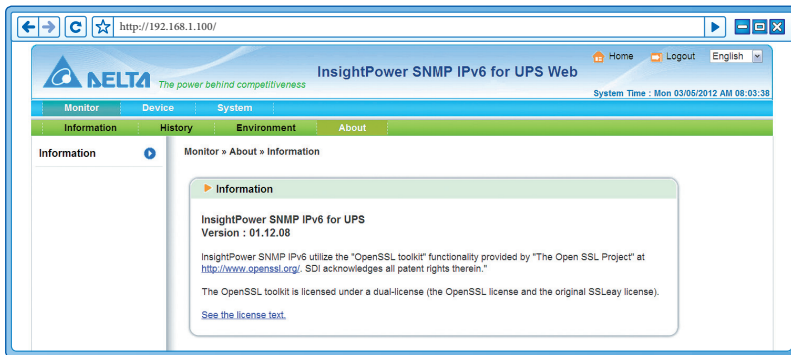 http://192.168.1.100/
DELTA The power behind competitiveness
InsightPower SNMP IPv6 for UPS Web
Home Logout English
System Time : Mon 03/05/2012 AM 08:03:38
Monitor Device System
Information History Environment About
Information
Monitor » About » Information
Information
InsightPower SNMP IPv6 for UPS
Version : 01.12.08
InsightPower SNMP IPv6 utilize the "OpenSSL toolkit" functionality provided by "The Open SSL Project" at
http://www.openssl.org/. SDI acknowledges all patent rights therein."
The OpenSSL toolkit is licensed under a dual-license (the OpenSSL license and the original SSLeay license).
See the license text.